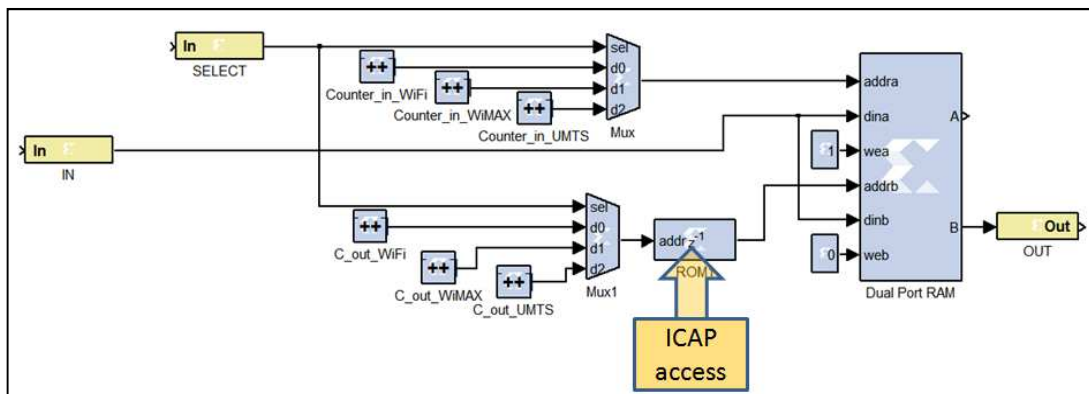 In
SELECT
sel
d0
d1
d2
Mux
++
Counter_in_WiFi
++
Counter_in_WiMAX
++
Counter_in_UMTS
In
IN
sel
d0
d1
d2
Mux1
++
C_out_WiFi
++
C_out_WiMAX
++
C_out_UMTS
addr z-1
ROM1
ICAP
access
addra
dina
wea
addrb
dinb
web
A
B
1
0
Dual Port RAM
Out
OUT